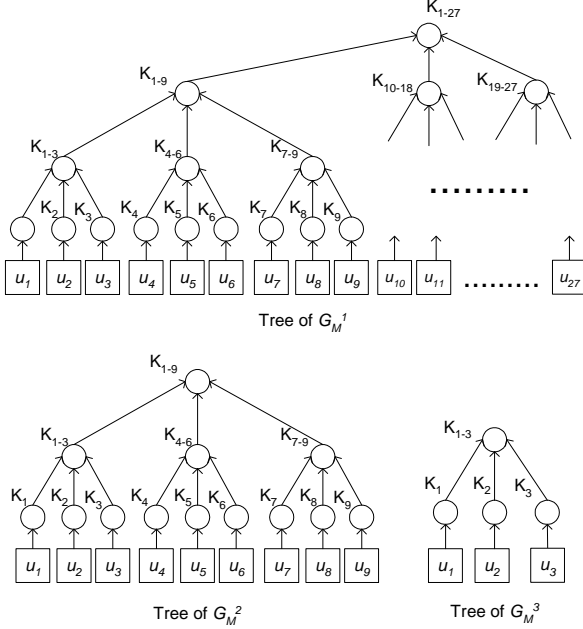 K1-27
K1-9
K10-18 K19-27
K1-3 K4-6 K7-9
K2 K3 K4 K5 K6 K7 K8 K9
u1 u2 u3 u4 u5 u6 u7 u8 u9 u10 u11 ......... u27
Tree of GM1
K1-9
K1-3 K4-6 K7-9
K1 K2 K3 K4 K5 K6 K7 K8 K9
u1 u2 u3 u4 u5 u6 u7 u8 u9
Tree of GM2
K1-3
K1 K2 K3
u1 u2 u3
Tree of GM3